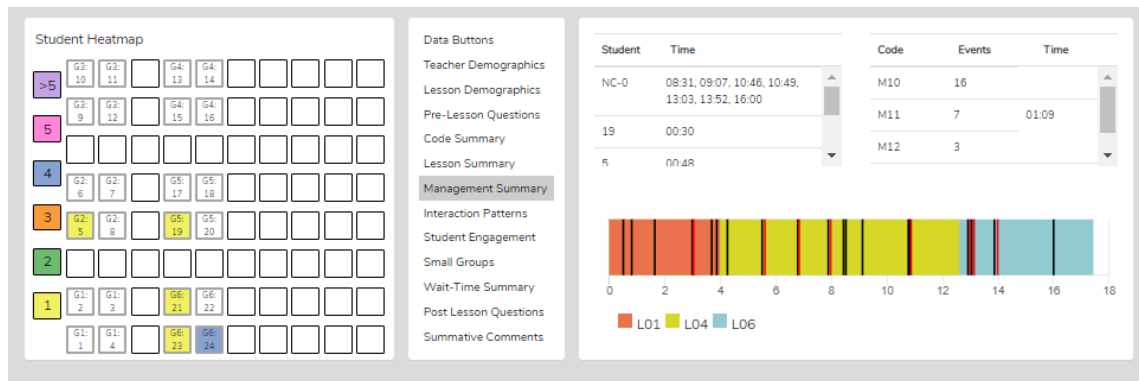 Student Heatmap
>5
5
4
3
2
1
G3: 10 G3: 11 G4: 13 G4: 14
G3: 9 G3: 12 G4: 15 G4: 16
G2: 6 G2: 7 G5: 17 G5: 18
G2: 5 G2: 8 G5: 19 G5: 20
G1: 2 G1: 3 G6: 21 G6: 22
G1: 1 G1: 4 G6: 23 G6: 24
Data Buttons
Teacher Demographics
Lesson Demographics
Pre-Lesson Questions
Code Summary
Lesson Summary
Management Summary
Interaction Patterns
Student Engagement
Small Groups
Wait-Time Summary
Post Lesson Questions
Summative Comments
Student Time
NC-0 08:31, 09:07, 10:46, 10:49,
13:03, 13:52, 16:00
19 00:30
5 00:48
Code Events Time
M10 16
M11 7 01:09
M12 3
0 2 4 6 8 10 12 14 16 18
L01 L04 L06